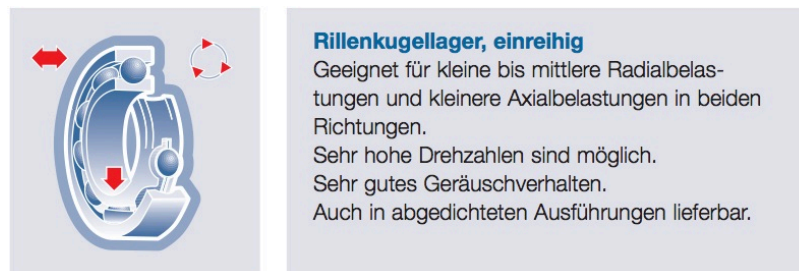 Rillenkugellager, einreihig
Geeignet für kleine bis mittlere Radialbelas-
tungen und kleinere Axialbelastungen in beiden
Richtungen.
Sehr hohe Drehzahlen sind möglich.
Sehr gutes Geräuschverhalten.
Auch in abgedichteten Ausführungen lieferbar.